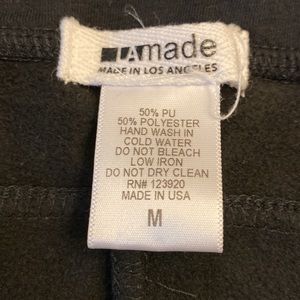 LAmade
MADE IN LOS ANGELES
50% PU
50% POLYESTER
HAND WASH IN
COLD WATER
DO NOT BLEACH
LOW IRON
DO NOT DRY CLEAN
RN# 123920
MADE IN USA
M